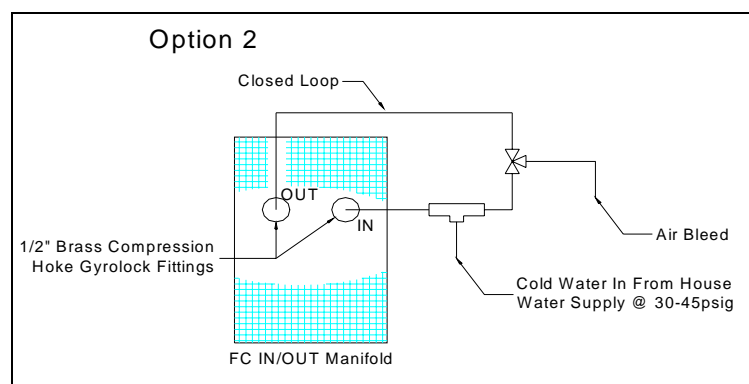 Option 2
Closed Loop
OUT
IN
1/2" Brass Compression
Hoke Gyrolock Fittings
Air Bleed
Cold Water In From House
Water Supply @ 30-45psig
FC IN/OUT Manifold